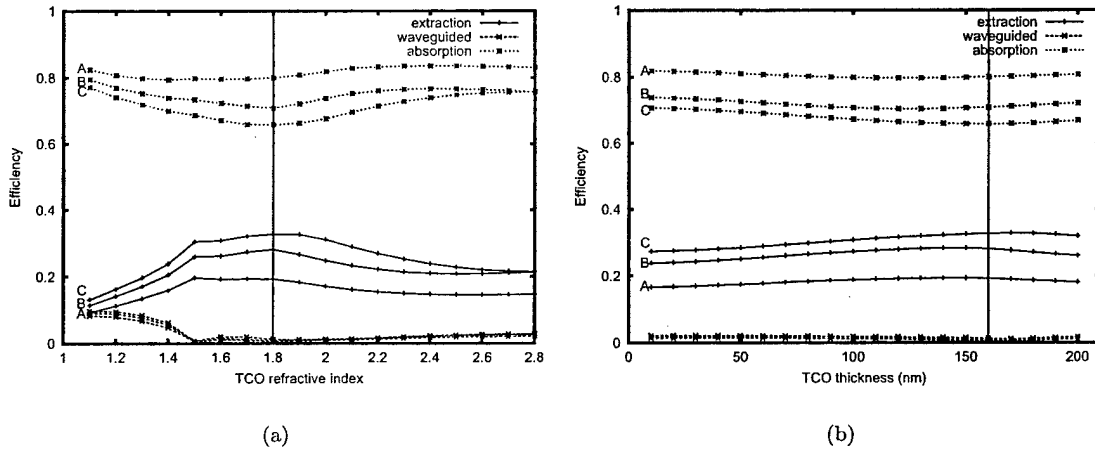 1
0.8
0.6
0.4
0.2
0
Efficiency
extraction
waveguided
absorption
A
B
C
C
B
A
1
1.2
1.4
1.6
1.8
2
2.2
2.4
2.6
2.8
TCO refractive index
(a)
1
0.8
0.6
0.4
0.2
0
Efficiency
extraction
waveguided
absorption
A
B
C
C
B
A
0
50
100
150
200
TCO thickness (nm)
(b)